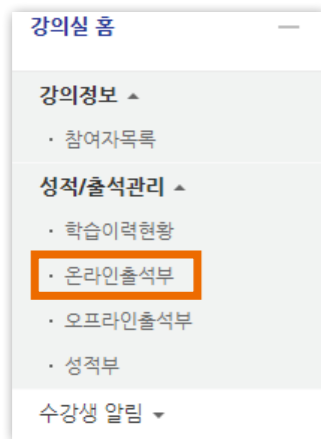 강의실 홈
강의정보 ▲
· 참여자목록
성적/출석관리 ▲
· 학습이력현황
· 온라인출석부
· 오프라인출석부
· 성적부
수강생 알림 ▼